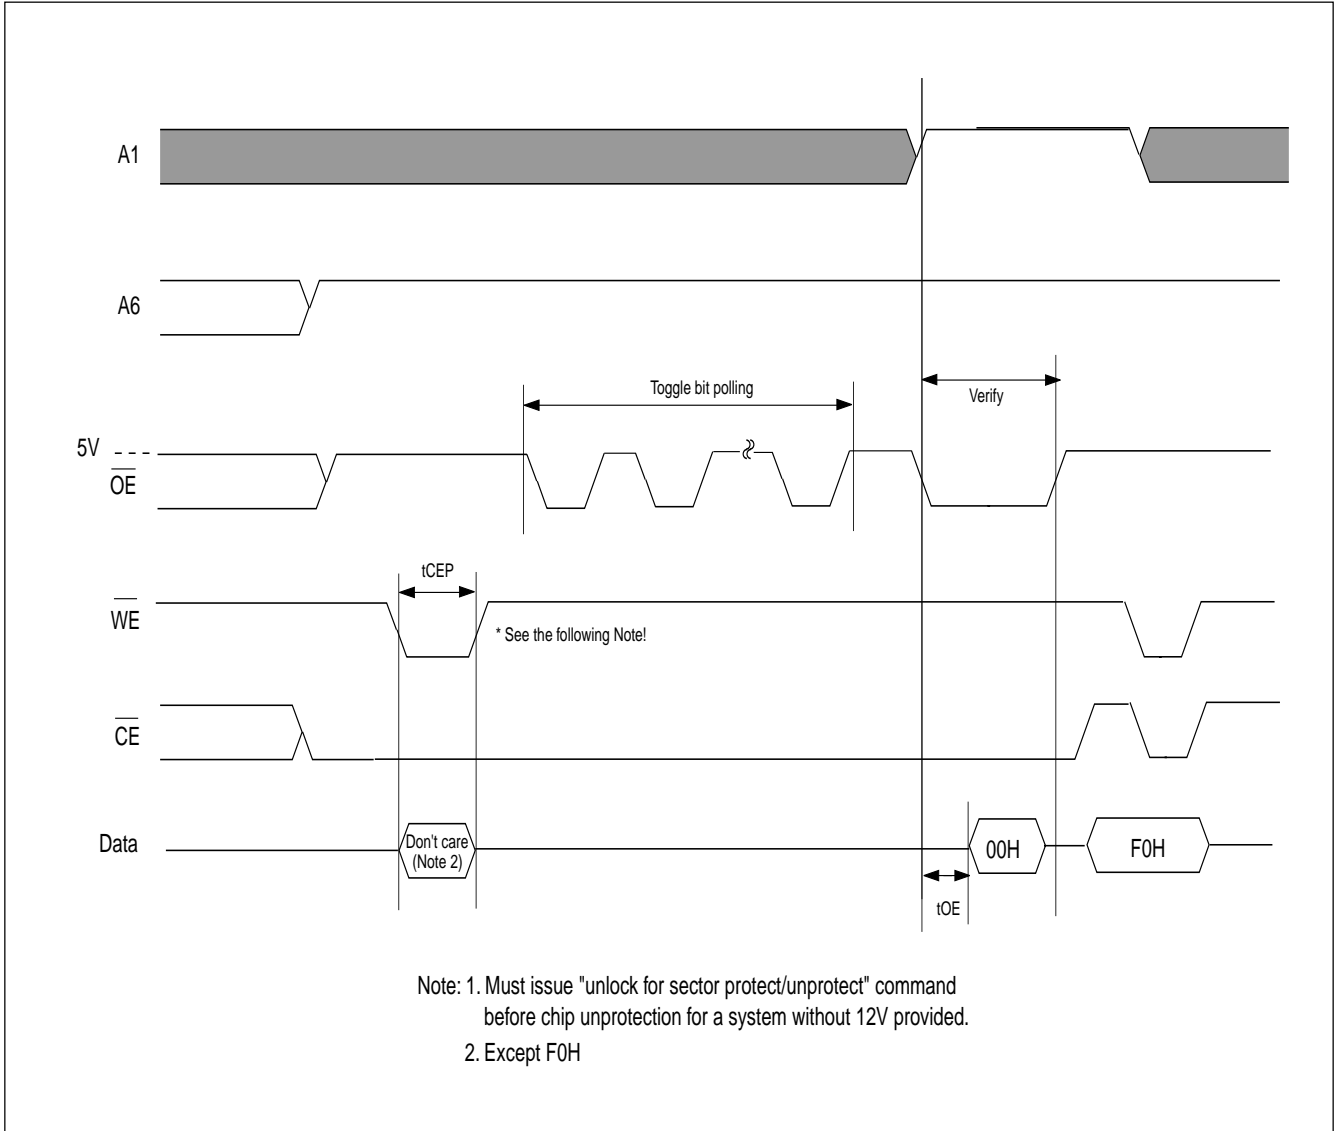 A1
A6
Toggle bit polling
Verify
5V
OE
tCEP
WE
* See the following Note!
CE
Data
Don't care
(Note 2)
00H
F0H
tOE
Note: 1. Must issue "unlock for sector protect/unprotect" command
before chip unprotection for a system without 12V provided.
2. Except F0H